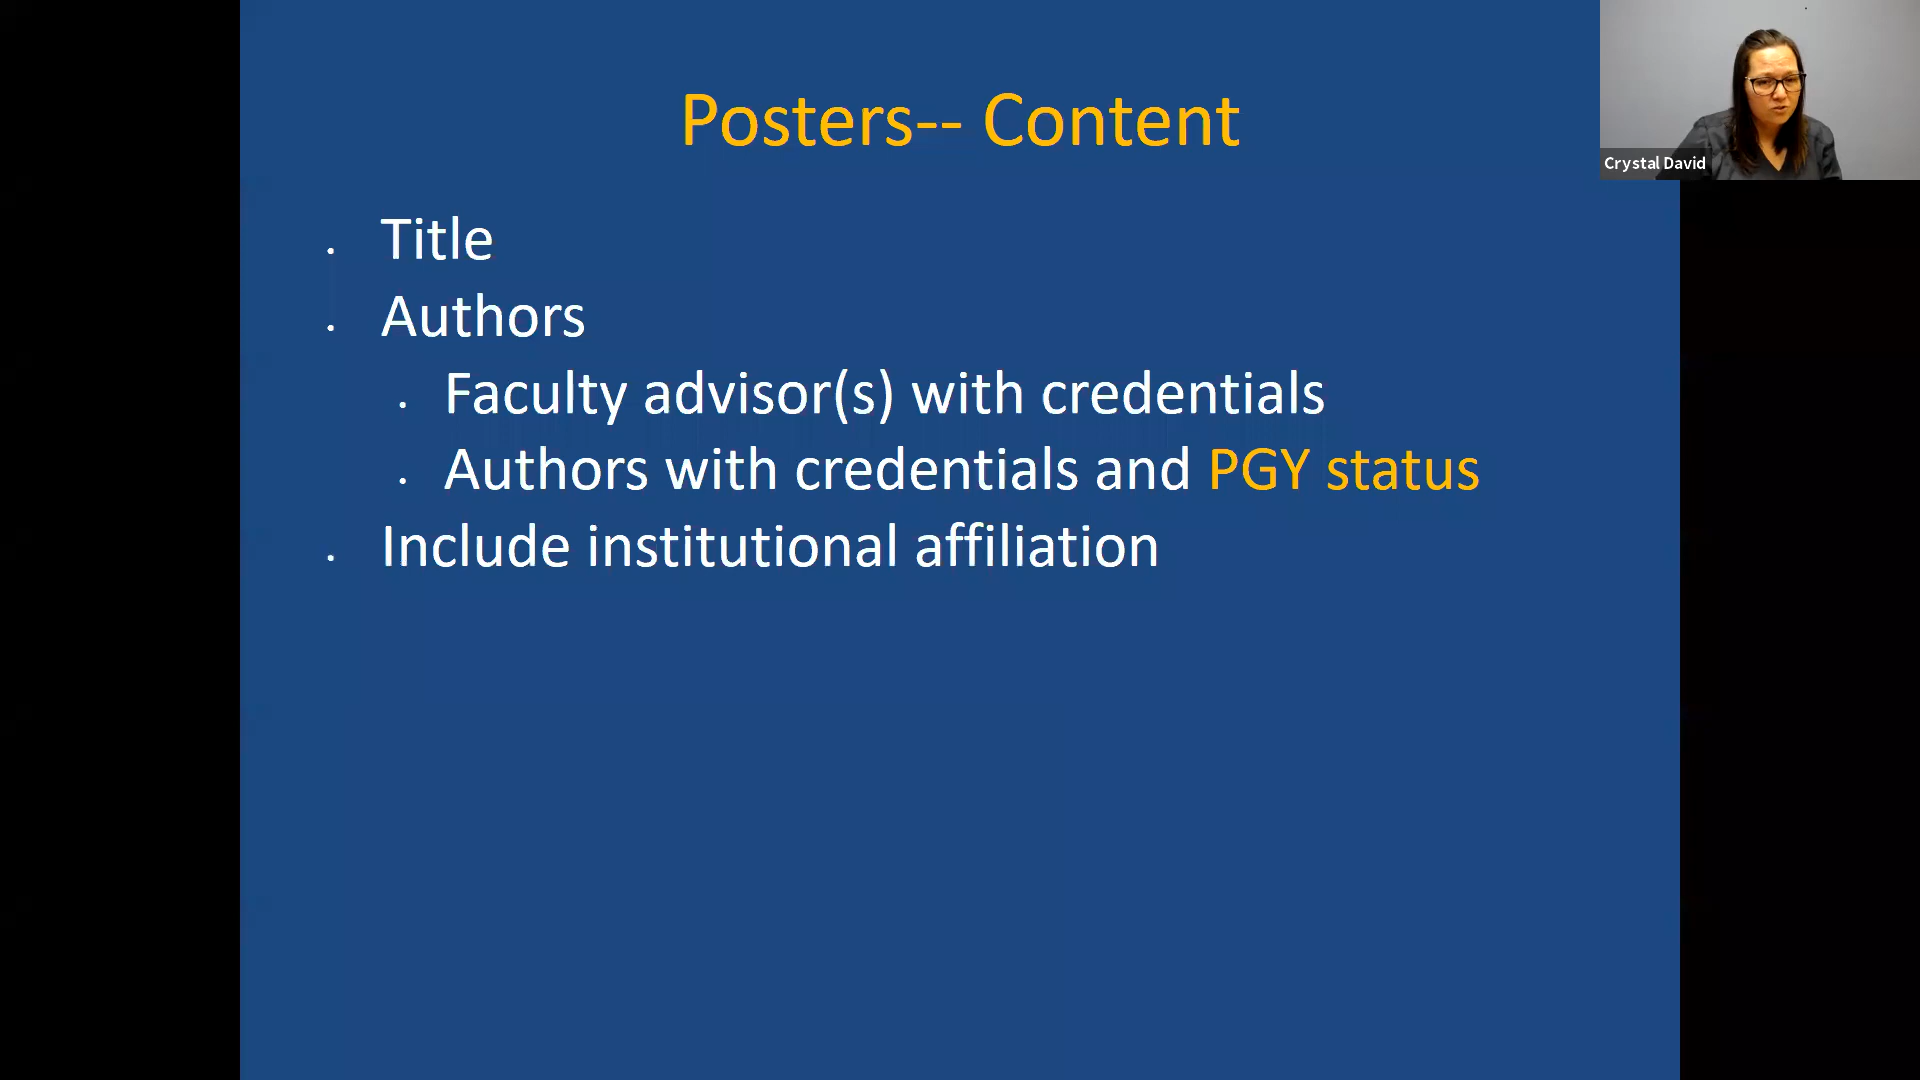 Posters-- Content
Crystal David
• Title
• Authors
• Faculty advisor(s) with credentials
• Authors with credentials and PGY status
• Include institutional affiliation